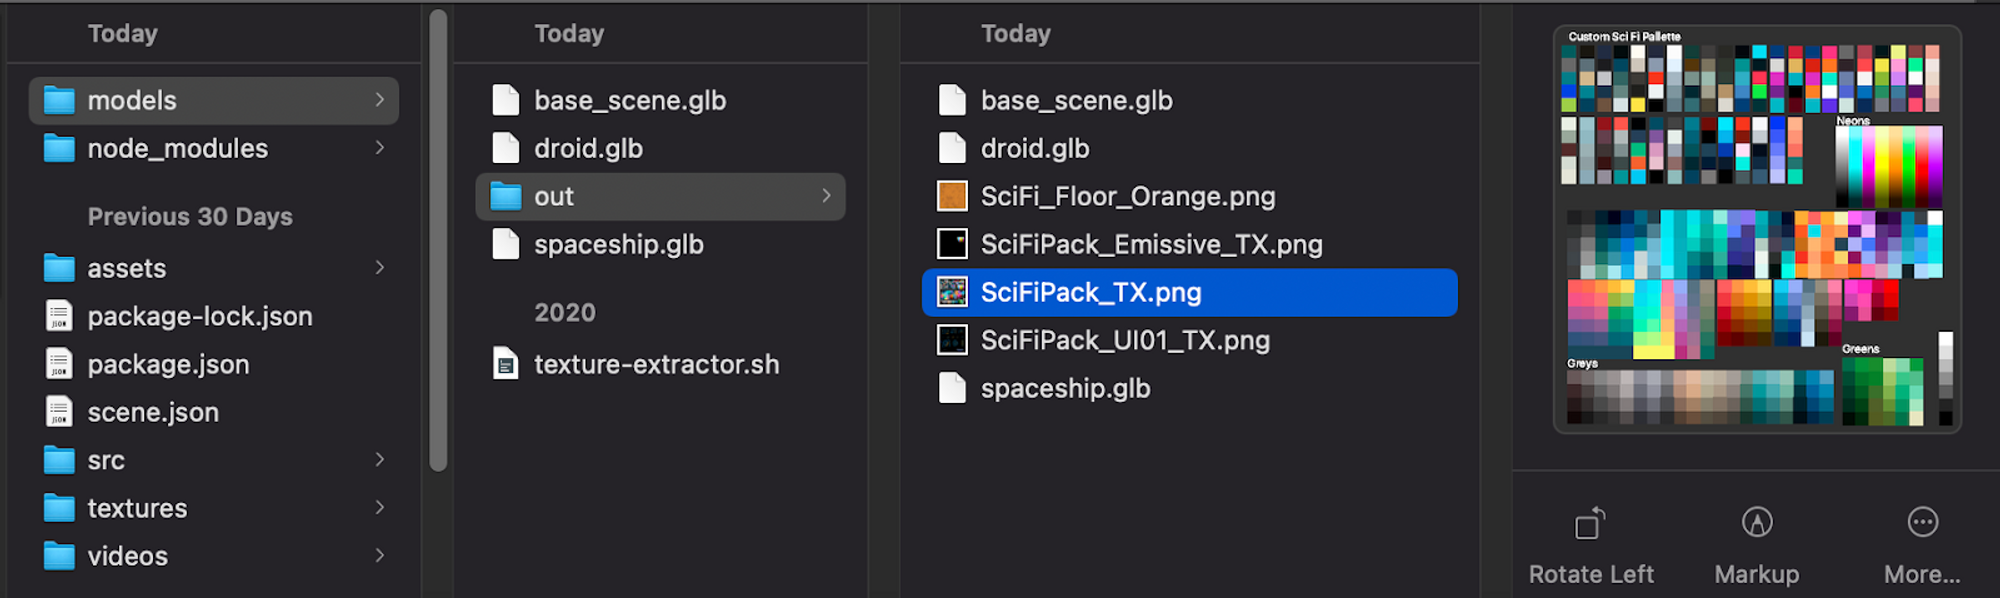 Today
models
node_modules
Previous 30 Days
assets
package-lock.json
package.json
scene.json
src
textures
videos
Today
base_scene.glb
droid.glb
out
spaceship.glb
2020
texture-extractor.sh
Today
base_scene.glb
droid.glb
SciFi_Floor_Orange.png
SciFiPack_Emissive_TX.png
SciFiPack_TX.png
SciFiPack_UI01_TX.png
spaceship.glb
Custom Sci Fi Pallette
Neons
Greens
Greys
Rotate Left
Markup
More...